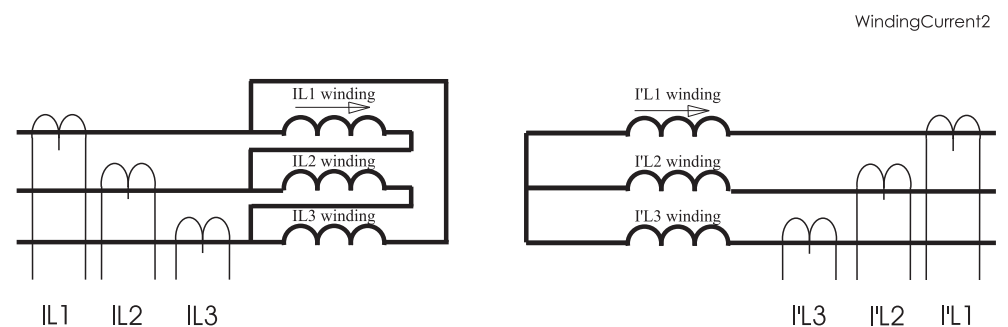 WindingCurrent2
IL1 winding
I'L1 winding
IL2 winding
I'L2 winding
IL3 winding
I'L3 winding
IL1 IL2 IL3
I'L3 I'L2 I'L1